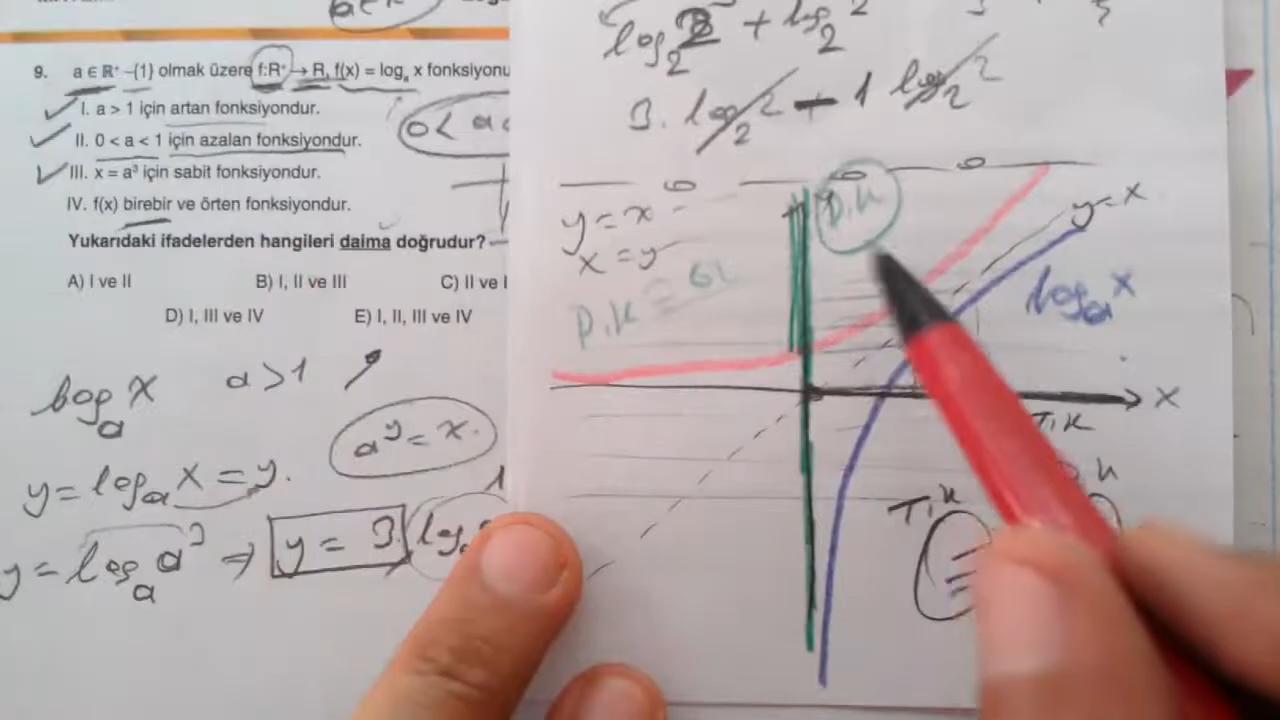 9. a ∈ R⁺ –{1} olmak üzere f:R⁺ → R, f(x) = logₐ x fonksiyonu
I. a > 1 için artan fonksiyondur.
II. 0 < a < 1 için azalan fonksiyondur.
III. x = a³ için sabit fonksiyondur.
IV. f(x) birebir ve örten fonksiyondur.
Yukarıdaki ifadelerden hangileri daima doğrudur?
A) I ve II B) I, II ve III C) II ve I
D) I, III ve IV E) I, II, III ve IV
0 < a
logₐ x a > 1
aʸ = x.
y = logₐ x = y.
y = logₐ a³ ⇒ y = 3.
log₂ + log₂ 2
3. log₂ 2 + 1 log₂ 2
y = x
x = y
D.K
y = x
logₐ x
x
T.K
T.K